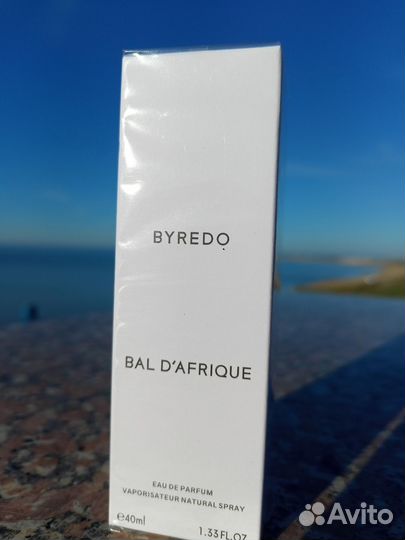 BYREDO
BAL D'AFRIQUE
EAU DE PARFUM
VAPORISATEUR NATURAL SPRAY
℮40ml 1.33 FL.OZ
Avito